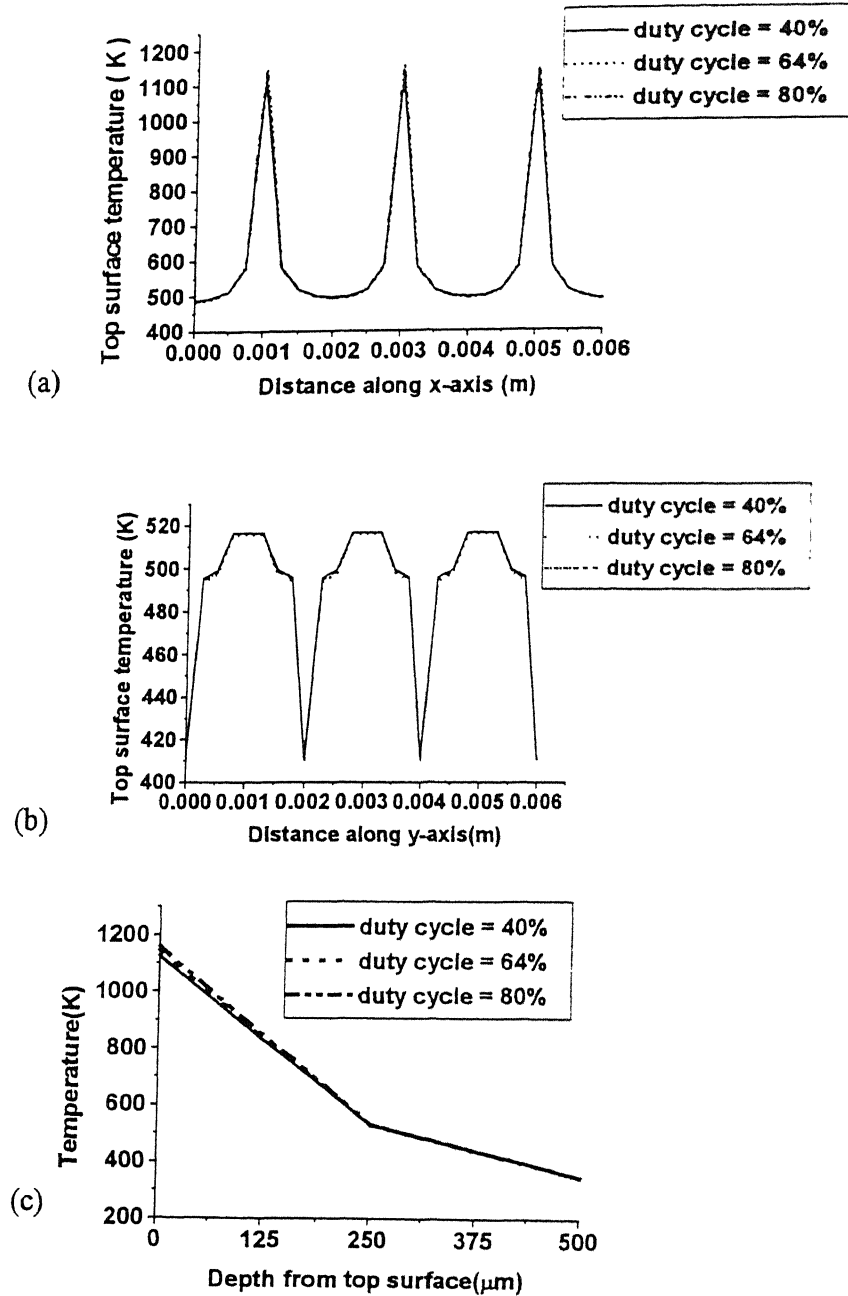 duty cycle = 40%
duty cycle = 64%
duty cycle = 80%
Top surface temperature ( K )
1200
1100
1000
900
800
700
600
500
400
0.000 0.001 0.002 0.003 0.004 0.005 0.006
Distance along x-axis (m)
(a)
duty cycle = 40%
duty cycle = 64%
duty cycle = 80%
Top surface temperature (K)
520
500
480
460
440
420
400
0.000 0.001 0.002 0.003 0.004 0.005 0.006
Distance along y-axis(m)
(b)
duty cycle = 40%
duty cycle = 64%
duty cycle = 80%
Temperature(K)
1200
1000
800
600
400
200
0 125 250 375 500
Depth from top surface(μm)
(c)